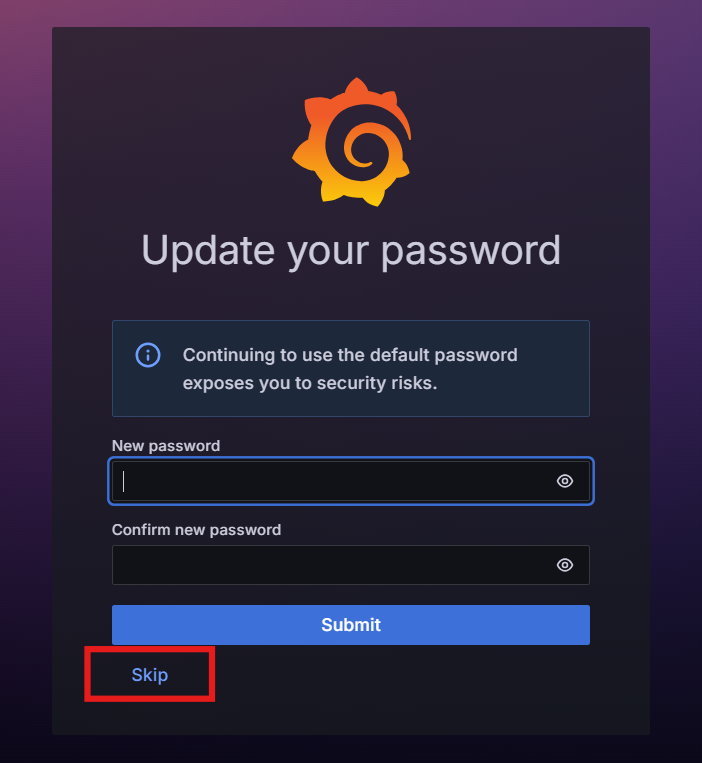 Update your password
Continuing to use the default password
exposes you to security risks.
New password
Confirm new password
Submit
Skip